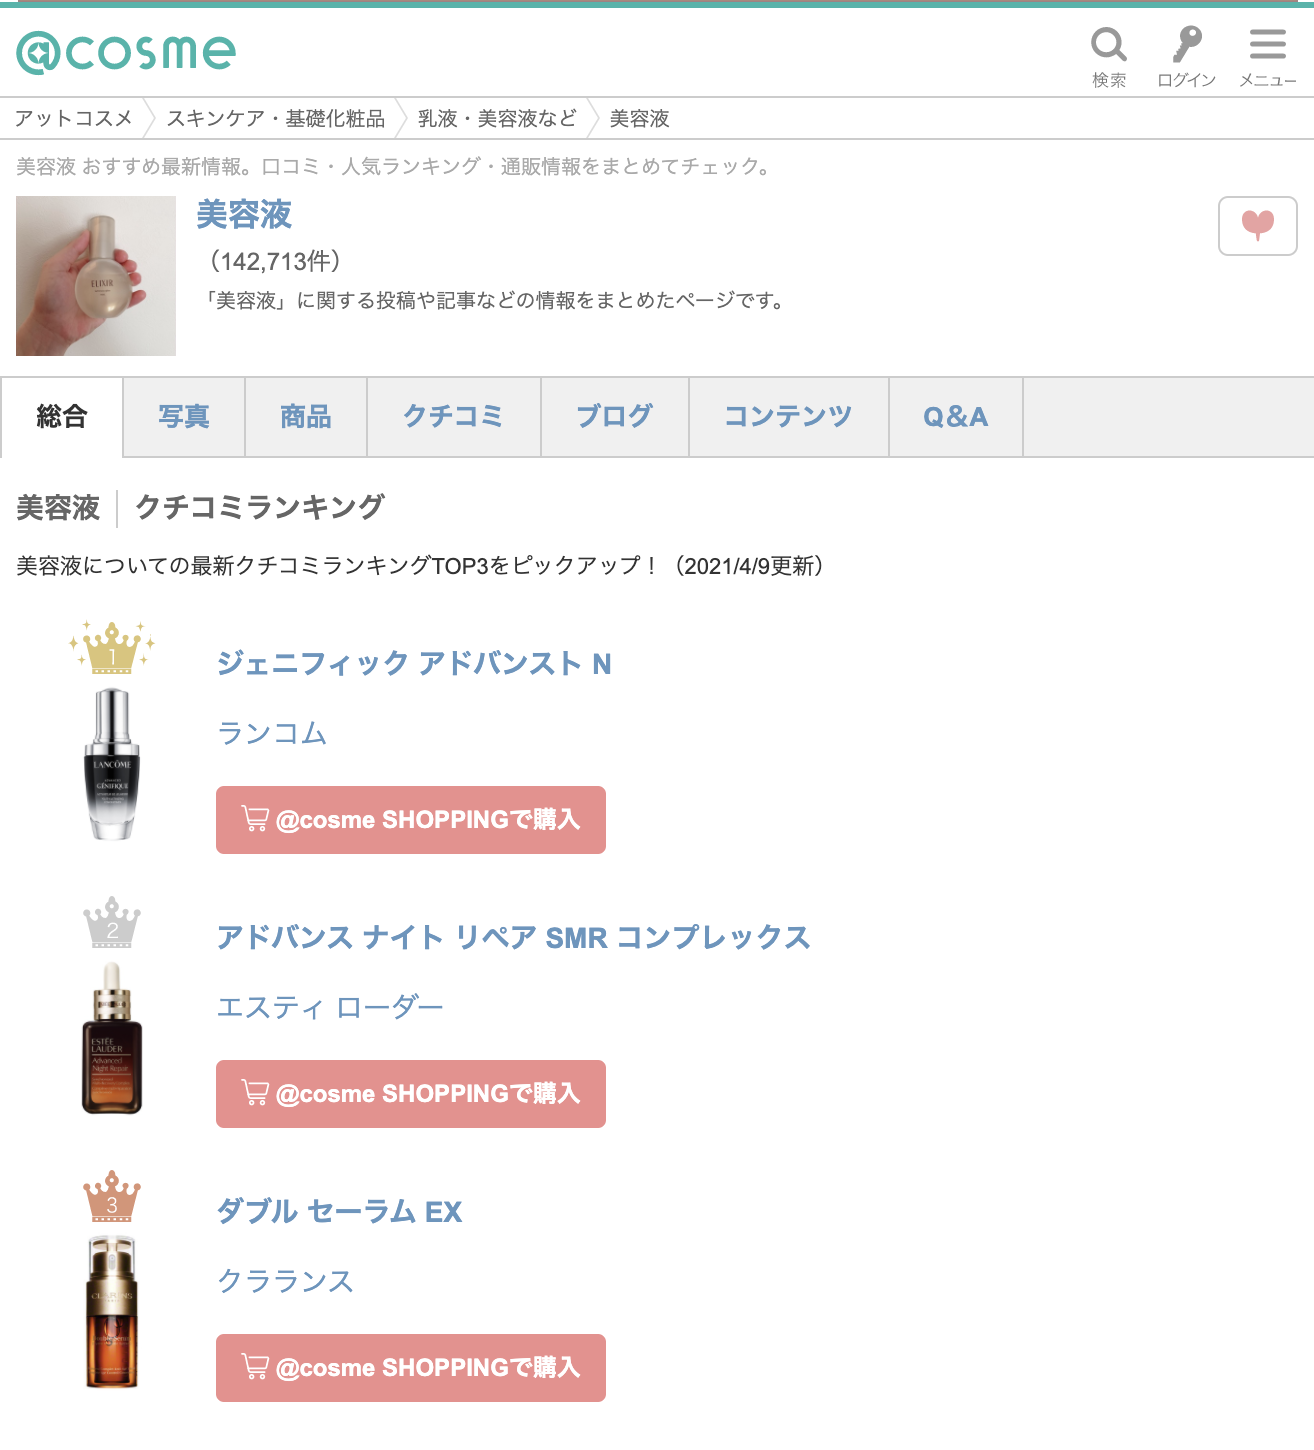 @cosme
検索
ログイン
メニュー
アットコスメ
スキンケア・基礎化粧品
乳液・美容液など
美容液
美容液 おすすめ最新情報。口コミ・人気ランキング・通販情報をまとめてチェック。
ELIXIR
美容液
（142,713件）
「美容液」に関する投稿や記事などの情報をまとめたページです。
総合
写真
商品
クチコミ
ブログ
コンテンツ
Q&A
美容液
クチコミランキング
美容液についての最新クチコミランキングTOP3をピックアップ！（2021/4/9更新）
1
LANCÔME
GÉNIFIQUE
ジェニフィック アドバンスト N
ランコム
@cosme SHOPPINGで購入
2
ESTĒE
LAUDER
Advanced
Night Repair
アドバンス ナイト リペア SMR コンプレックス
エスティ ローダー
@cosme SHOPPINGで購入
3
CLARINS
ダブル セーラム EX
クラランス
@cosme SHOPPINGで購入